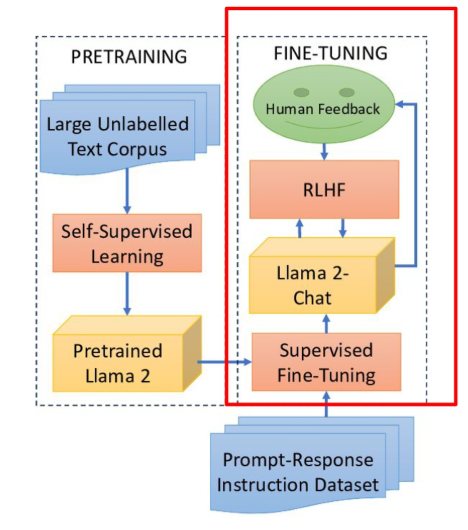 PRETRAINING
Large Unlabelled
Text Corpus
Self-Supervised
Learning
Pretrained
Llama 2
FINE-TUNING
Human Feedback
RLHF
Llama 2-
Chat
Supervised
Fine-Tuning
Prompt-Response
Instruction Dataset